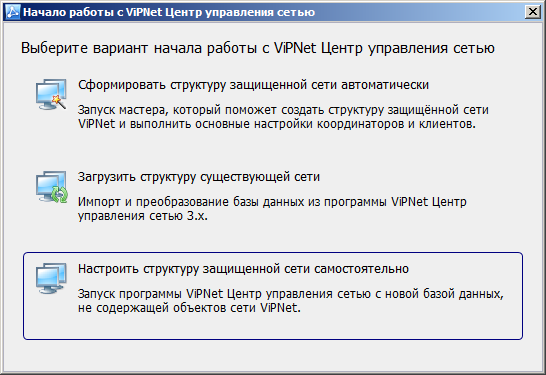 Начало работы с ViPNet Центр управления сетью
Выберите вариант начала работы с ViPNet Центр управления сетью
Сформировать структуру защищенной сети автоматически
Запуск мастера, который поможет создать структуру защищённой сети
ViPNet и выполнить основные настройки координаторов и клиентов.
Загрузить структуру существующей сети
Импорт и преобразование базы данных из программы ViPNet Центр
управления сетью 3.x.
Настроить структуру защищенной сети самостоятельно
Запуск программы ViPNet Центр управления сетью с новой базой данных,
не содержащей объектов сети ViPNet.